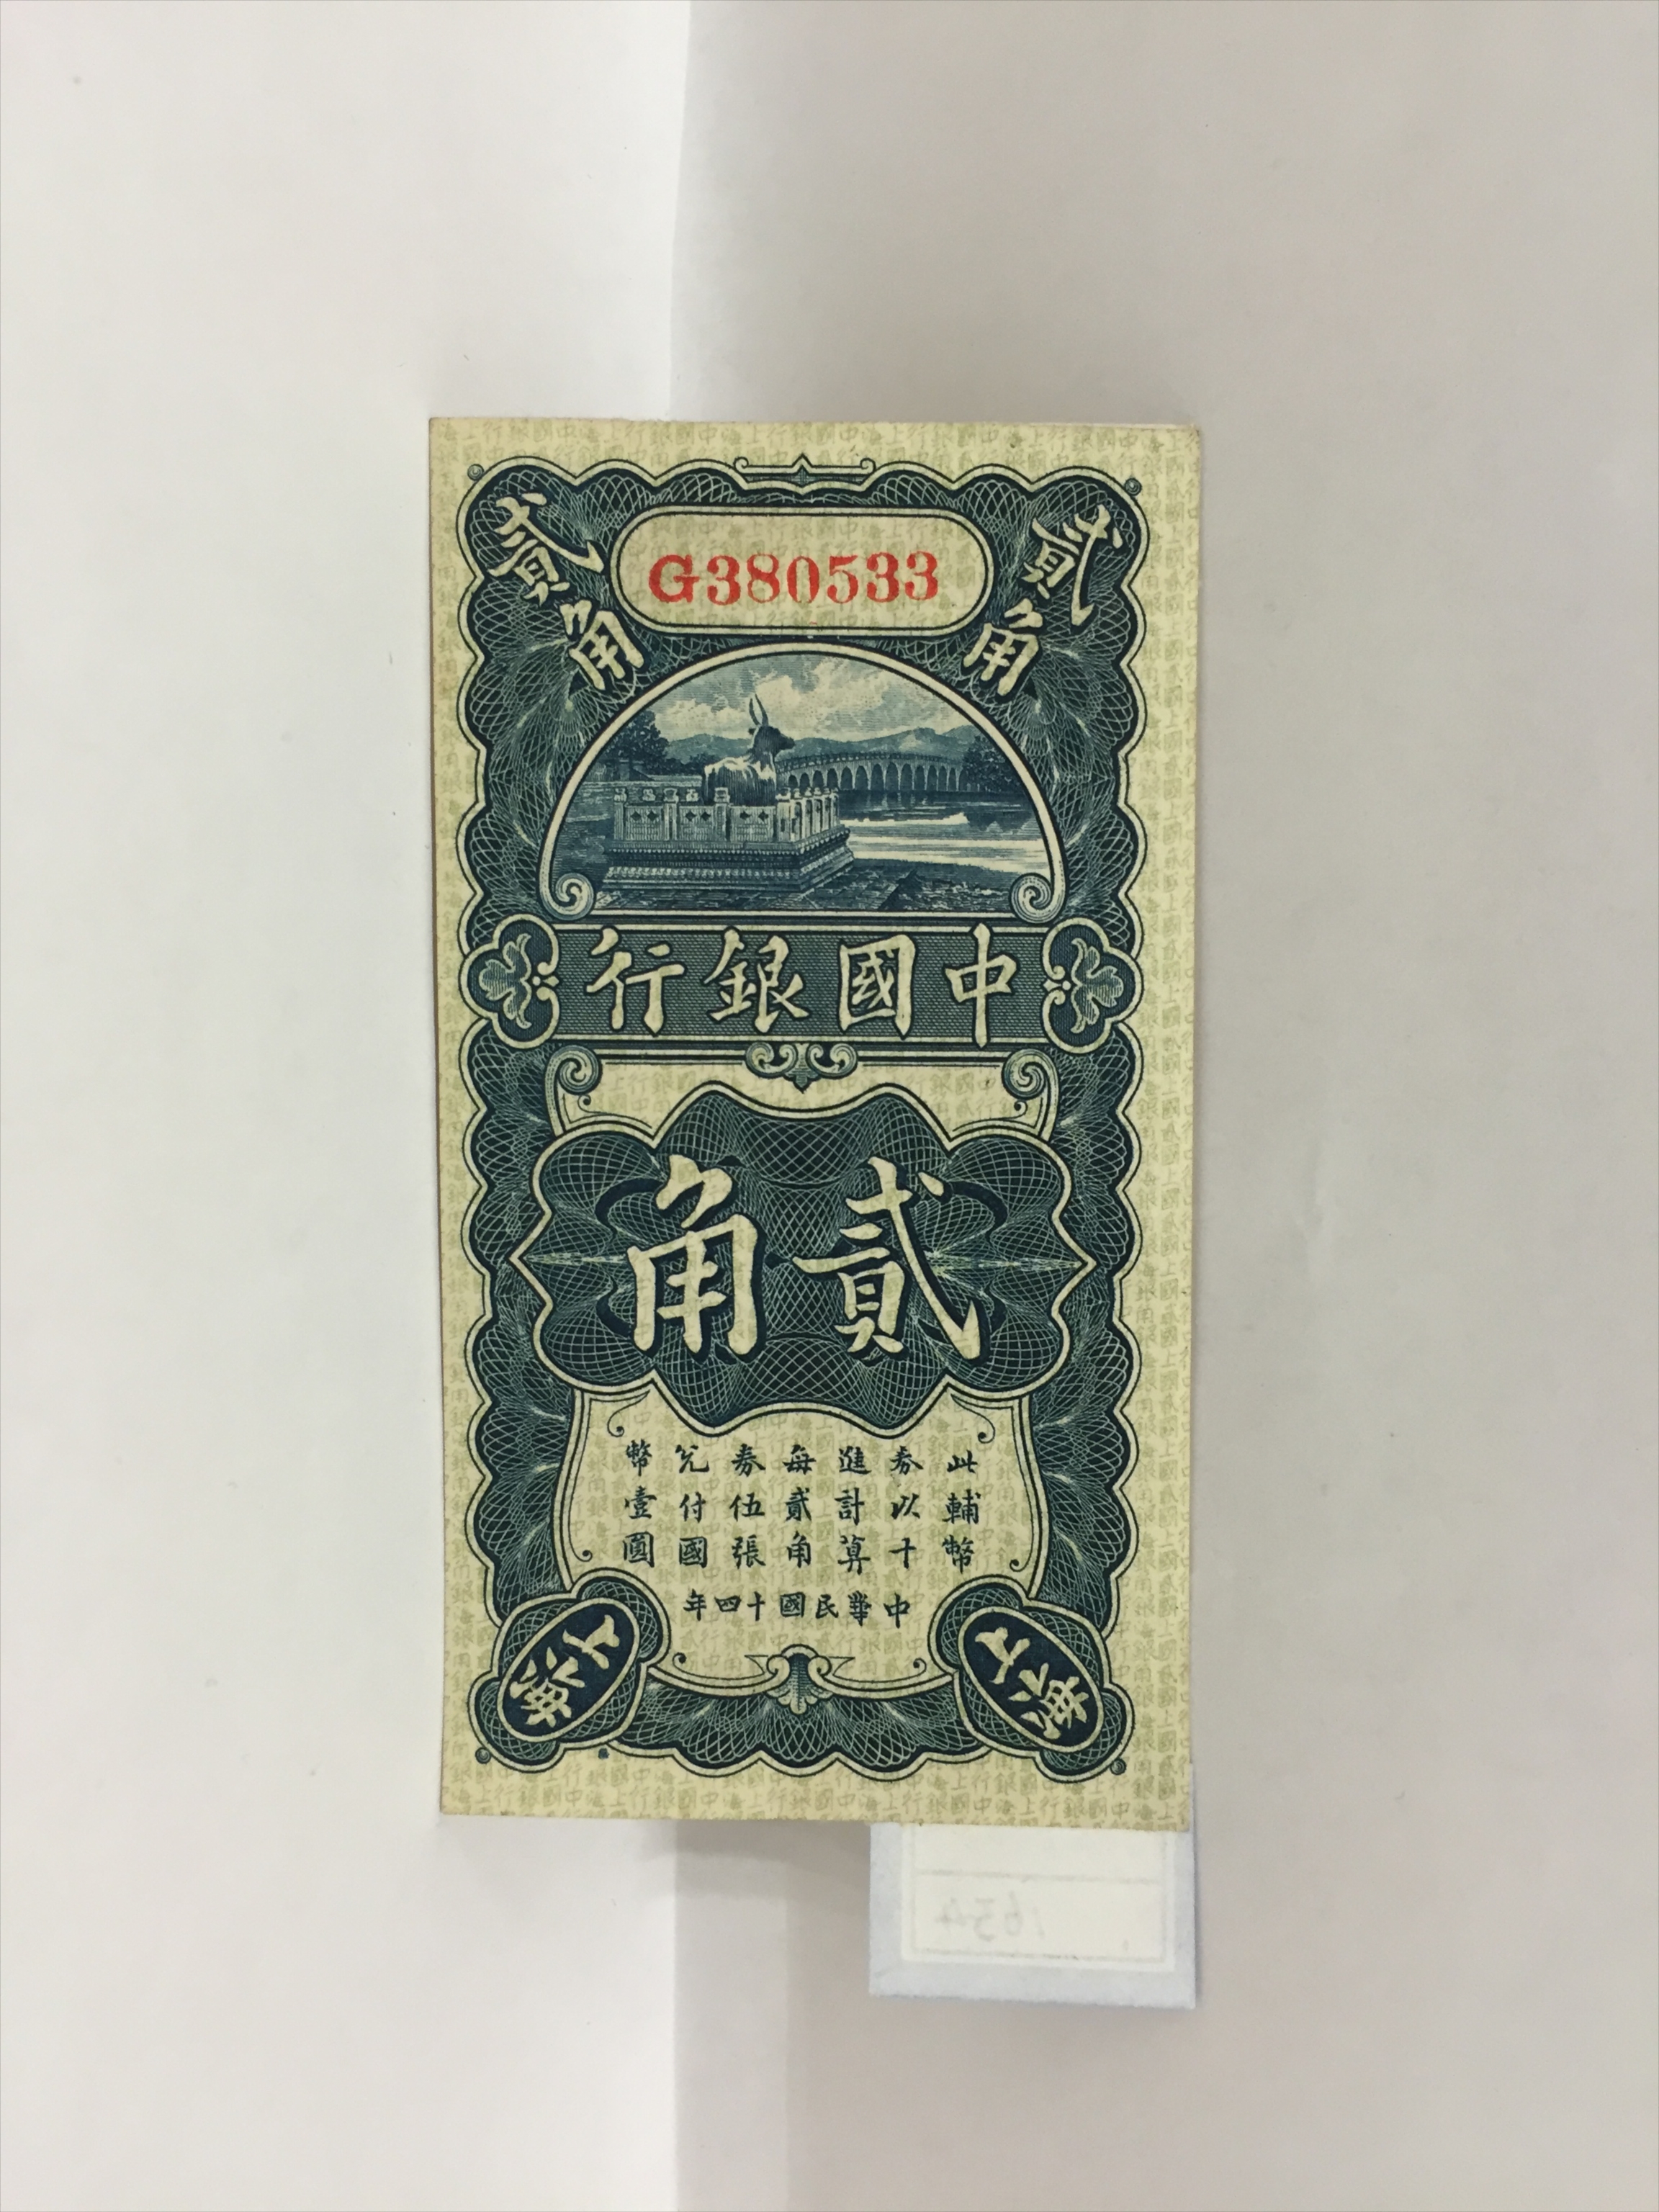 貳角
G380533
貳角
中國銀行
貳角
此輔幣
券以十
進計算
每貳角
券伍張
兌付國
幣壹圓
中華民國十四年
上海
上海
1634